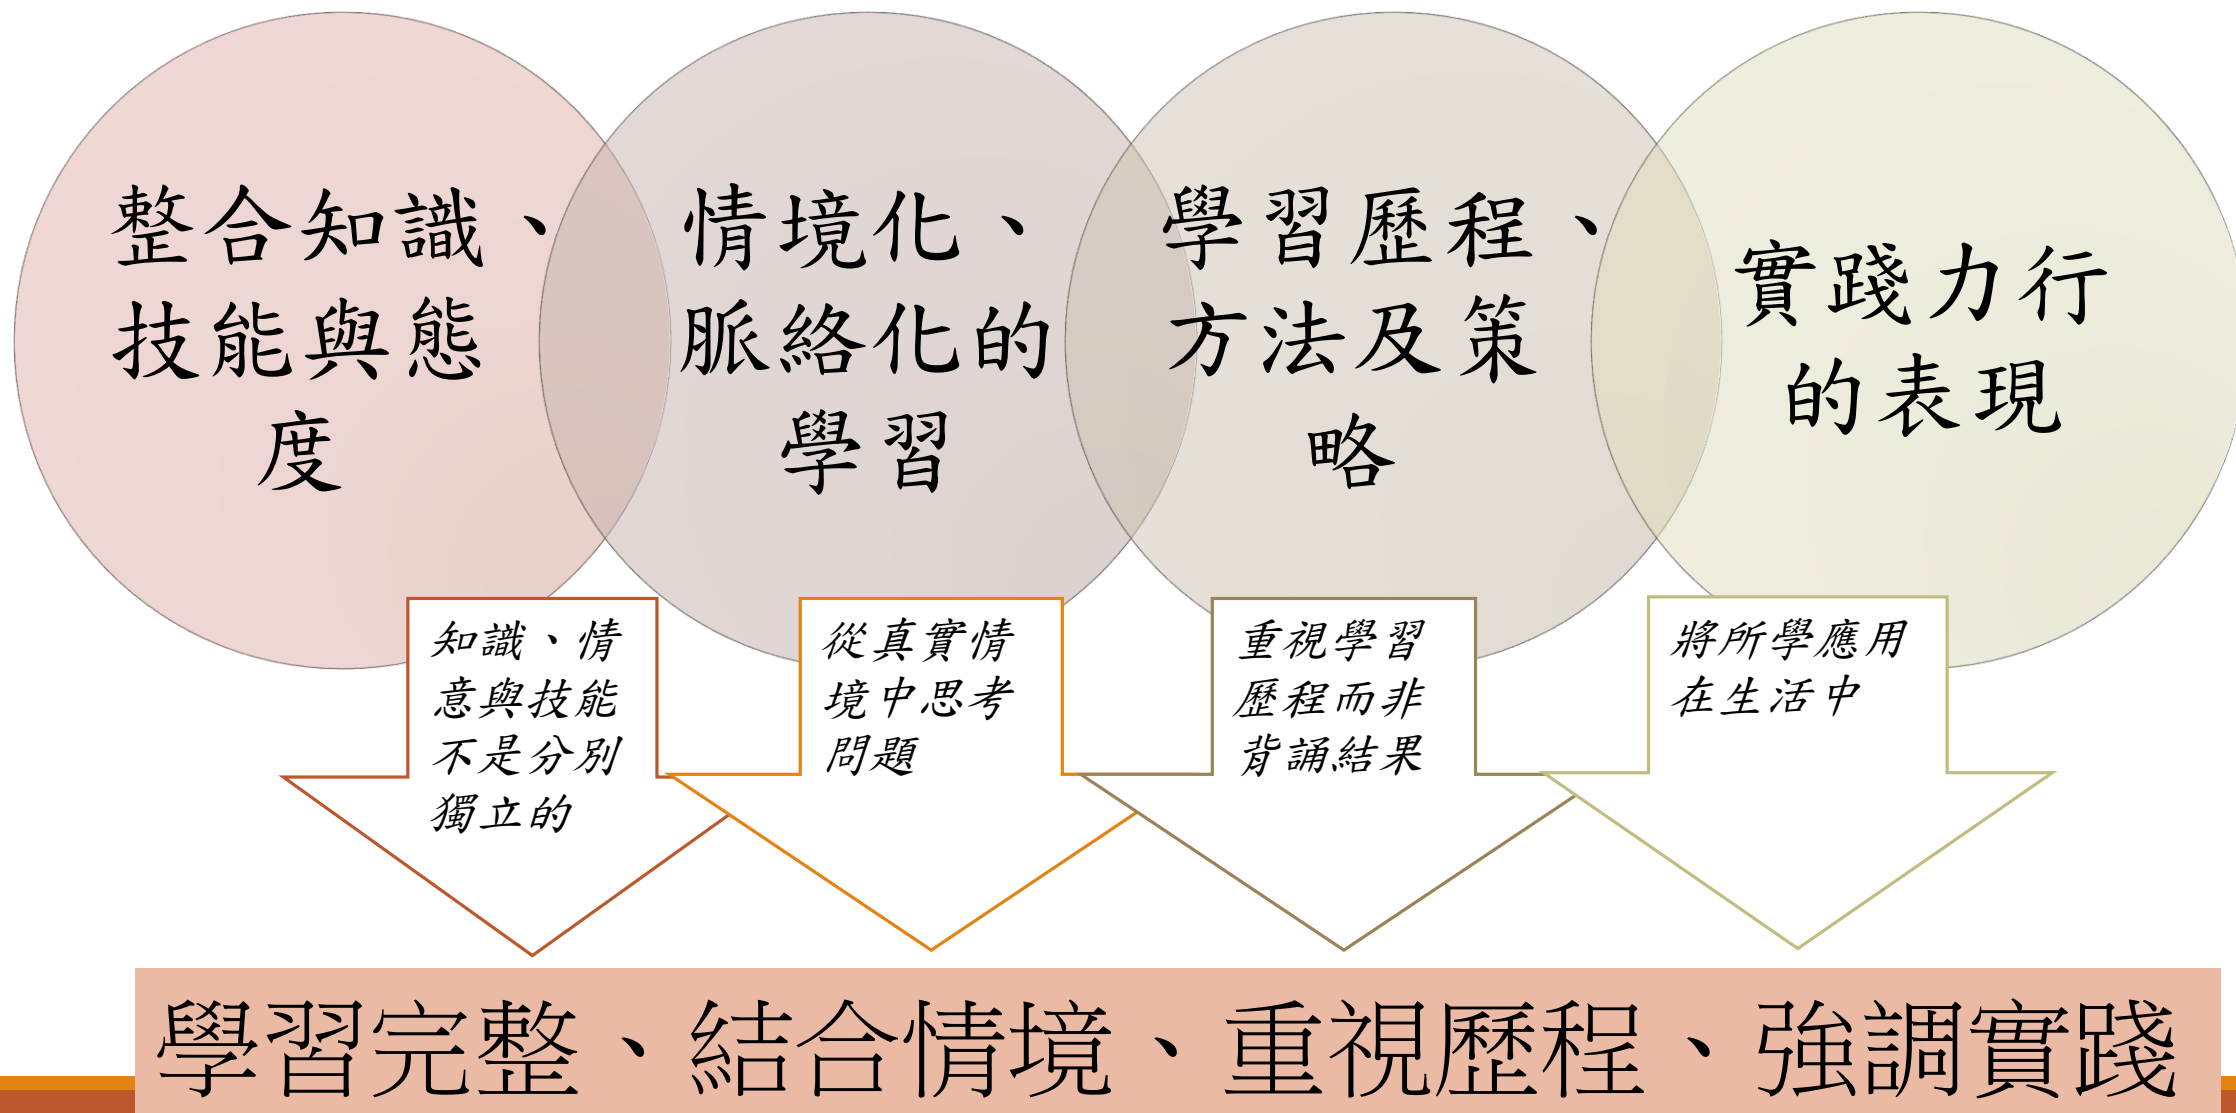 整合知識、
技能與態
度
情境化、
脈絡化的
學習
學習歷程、
方法及策
略
實踐力行
的表現
知識、情
意與技能
不是分別
獨立的
從真實情
境中思考
問題
重視學習
歷程而非
背誦結果
將所學應用
在生活中
學習完整、結合情境、重視歷程、強調實踐